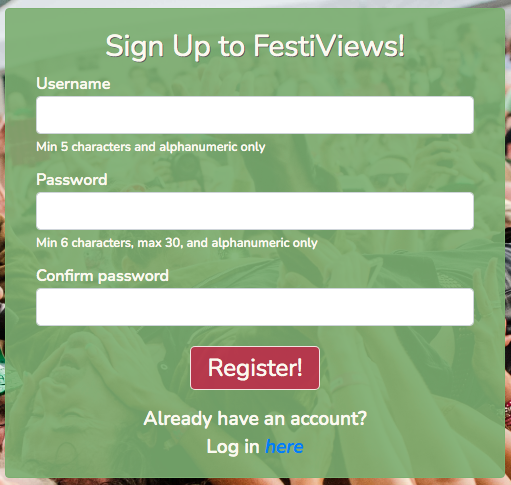 Sign Up to FestiViews!
Username
Min 5 characters and alphanumeric only
Password
Min 6 characters, max 30, and alphanumeric only
Confirm password
Register!
Already have an account?
Log in here